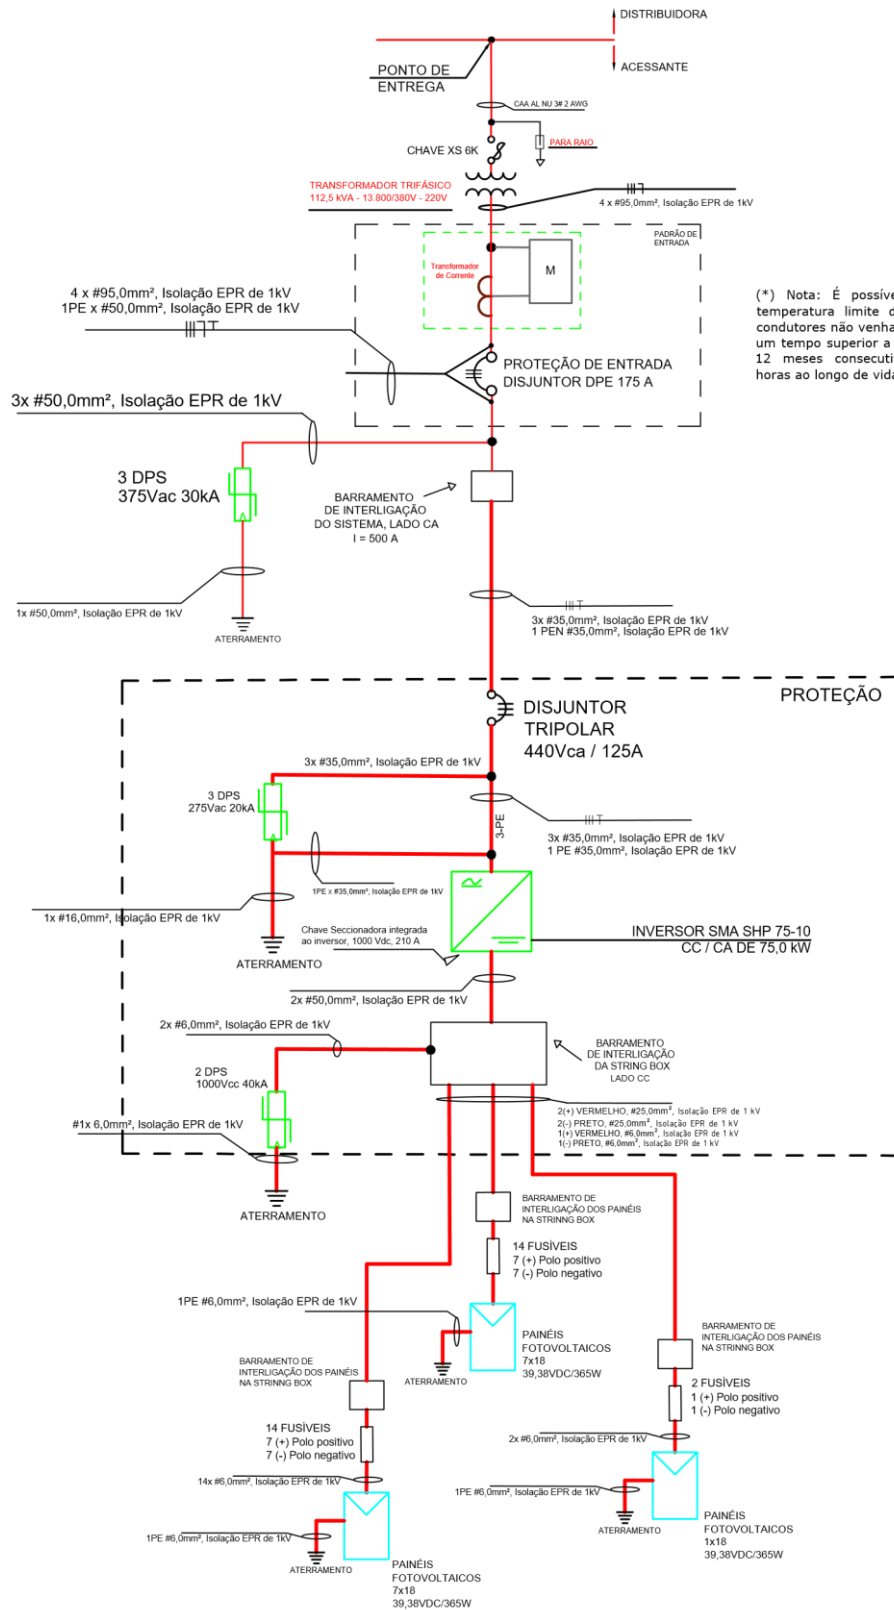 DISTRIBUIDORA
PONTO DE
ENTREGA
ACESSANTE
CAA AL NU 3# 2 AWG
CHAVE XS 6K
PARA RAIO
TRANSFORMADOR TRIFÁSICO
112,5 kVA - 13.800/380V - 220V
4 x #95,0mm², Isolação EPR de 1kV
PADRÃO DE
ENTRADA
Transformador
de Corrente
M
4 x #95,0mm², Isolação EPR de 1kV
1PE x #50,0mm², Isolação EPR de 1kV
(*) Nota: É possíve
temperatura limite d
condutores não venha
um tempo superior a
12 meses consecuti
horas ao longo de vida
PROTEÇÃO DE ENTRADA
DISJUNTOR DPE 175 A
3x #50,0mm², Isolação EPR de 1kV
3 DPS
375Vac 30kA
BARRAMENTO
DE INTERLIGAÇÃO
DO SISTEMA, LADO CA
I = 500 A
1x #50,0mm², Isolação EPR de 1kV
ATERRAMENTO
3x #35,0mm², Isolação EPR de 1kV
1 PEN #35,0mm², Isolação EPR de 1kV
PROTEÇÃO
DISJUNTOR
TRIPOLAR
440Vca / 125A
3x #35,0mm², Isolação EPR de 1kV
3 DPS
275Vac 20kA
3-PE
3x #35,0mm², Isolação EPR de 1kV
1 PE #35,0mm², Isolação EPR de 1kV
1PE x #35,0mm², Isolação EPR de 1kV
1x #16,0mm², Isolação EPR de 1kV
Chave Seccionadora integrada
ao inversor, 1000 Vdc, 210 A
INVERSOR SMA SHP 75-10
CC / CA DE 75,0 kW
ATERRAMENTO
2x #50,0mm², Isolação EPR de 1kV
2x #6,0mm², Isolação EPR de 1kV
BARRAMENTO
DE INTERLIGAÇÃO
DA STRING BOX
LADO CC
2 DPS
1000Vcc 40kA
2(+) VERMELHO, #25,0mm², Isolação EPR de 1 kV
2(-) PRETO, #25,0mm², Isolação EPR de 1 kV
1(+) VERMELHO, #6,0mm², Isolação EPR de 1 kV
1(-) PRETO, #6,0mm², Isolação EPR de 1 kV
#1x 6,0mm², Isolação EPR de 1kV
ATERRAMENTO
BARRAMENTO DE
INTERLIGAÇÃO DOS PAINÉIS
NA STRINNG BOX
14 FUSÍVEIS
7 (+) Polo positivo
7 (-) Polo negativo
1PE #6,0mm², Isolação EPR de 1kV
PAINÉIS
FOTOVOLTAICOS
7x18
39,38VDC/365W
ATERRAMENTO
BARRAMENTO DE
INTERLIGAÇÃO DOS PAINÉIS
NA STRINNG BOX
BARRAMENTO DE
INTERLIGAÇÃO DOS PAINÉIS
NA STRINNG BOX
2 FUSÍVEIS
1 (+) Polo positivo
1 (-) Polo negativo
14 FUSÍVEIS
7 (+) Polo positivo
7 (-) Polo negativo
2x #6,0mm², Isolação EPR de 1kV
14x #6,0mm², Isolação EPR de 1kV
1PE #6,0mm², Isolação EPR de 1kV
ATERRAMENTO
PAINÉIS
FOTOVOLTAICOS
1x18
39,38VDC/365W
1PE #6,0mm², Isolação EPR de 1kV
ATERRAMENTO
PAINÉIS
FOTOVOLTAICOS
7x18
39,38VDC/365W